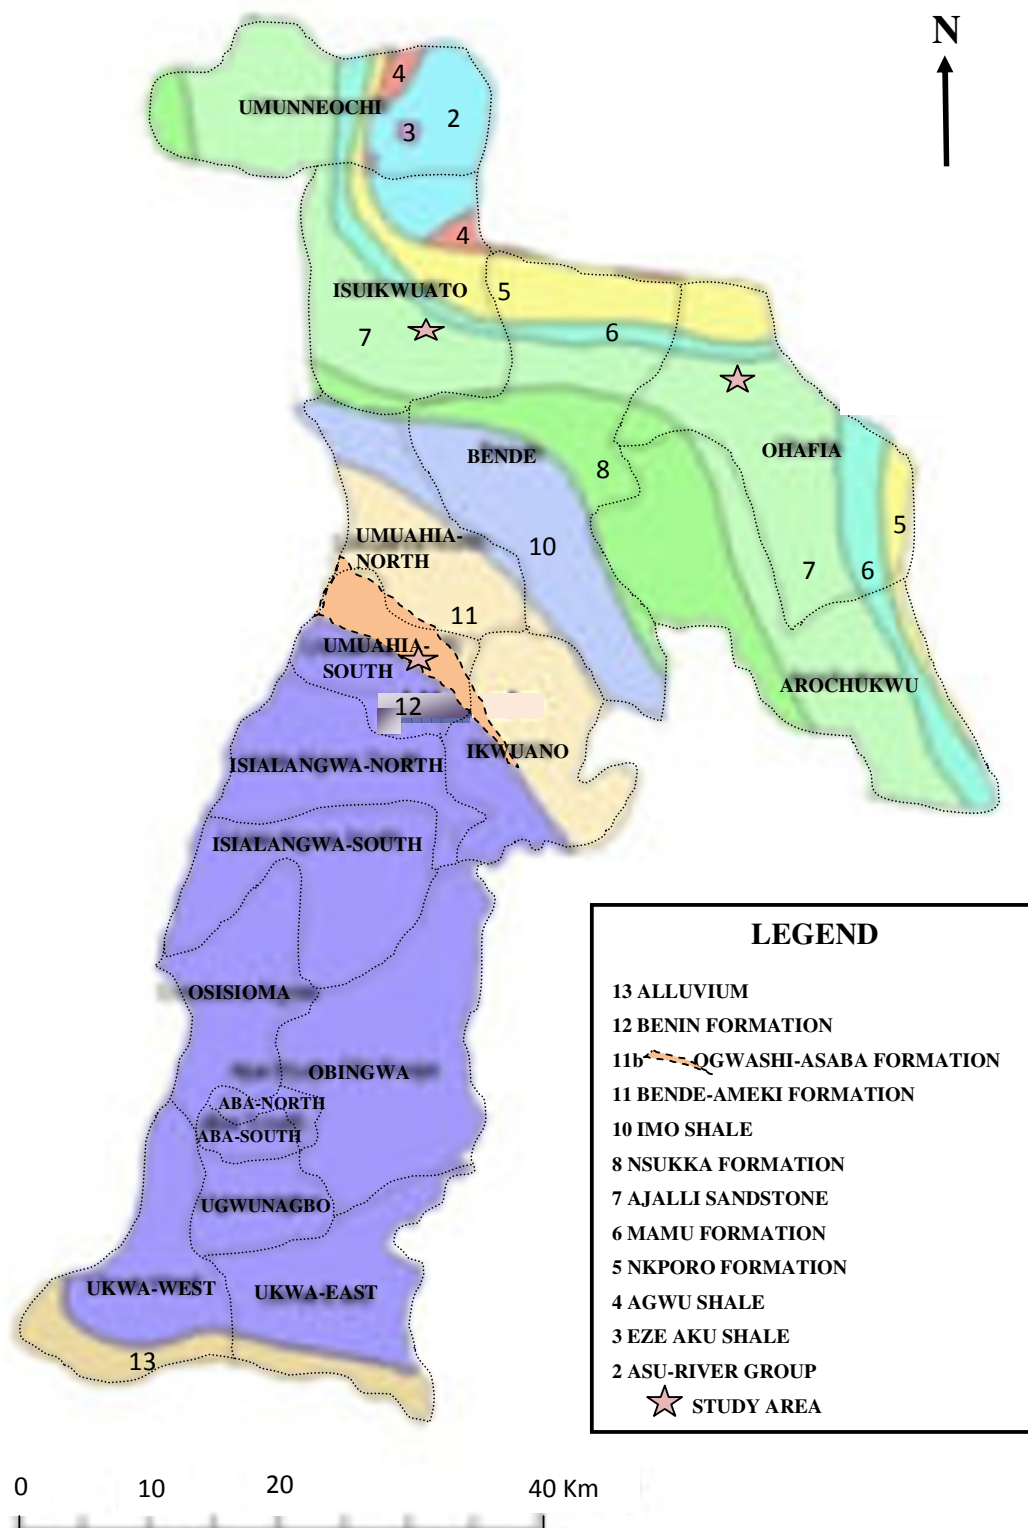 N
4
UMUNNEOCHI
2
3
4
ISUIKWUATO
5
7
6
BENDE
OHAFIA
8
5
UMUAHIA-
NORTH
10
7
6
11
UMUAHIA-
SOUTH
AROCHUKWU
12
IKWUANO
ISIALANGWA-NORTH
ISIALANGWA-SOUTH
OSISIOMA
OBINGWA
ABA-NORTH
ABA-SOUTH
UGWUNAGBO
UKWA-WEST
UKWA-EAST
13
LEGEND
13 ALLUVIUM
12 BENIN FORMATION
11b OGWASHI-ASABA FORMATION
11 BENDE-AMEKI FORMATION
10 IMO SHALE
8 NSUKKA FORMATION
7 AJALLI SANDSTONE
6 MAMU FORMATION
5 NKPORO FORMATION
4 AGWU SHALE
3 EZE AKU SHALE
2 ASU-RIVER GROUP
STUDY AREA
0 10 20 40 Km